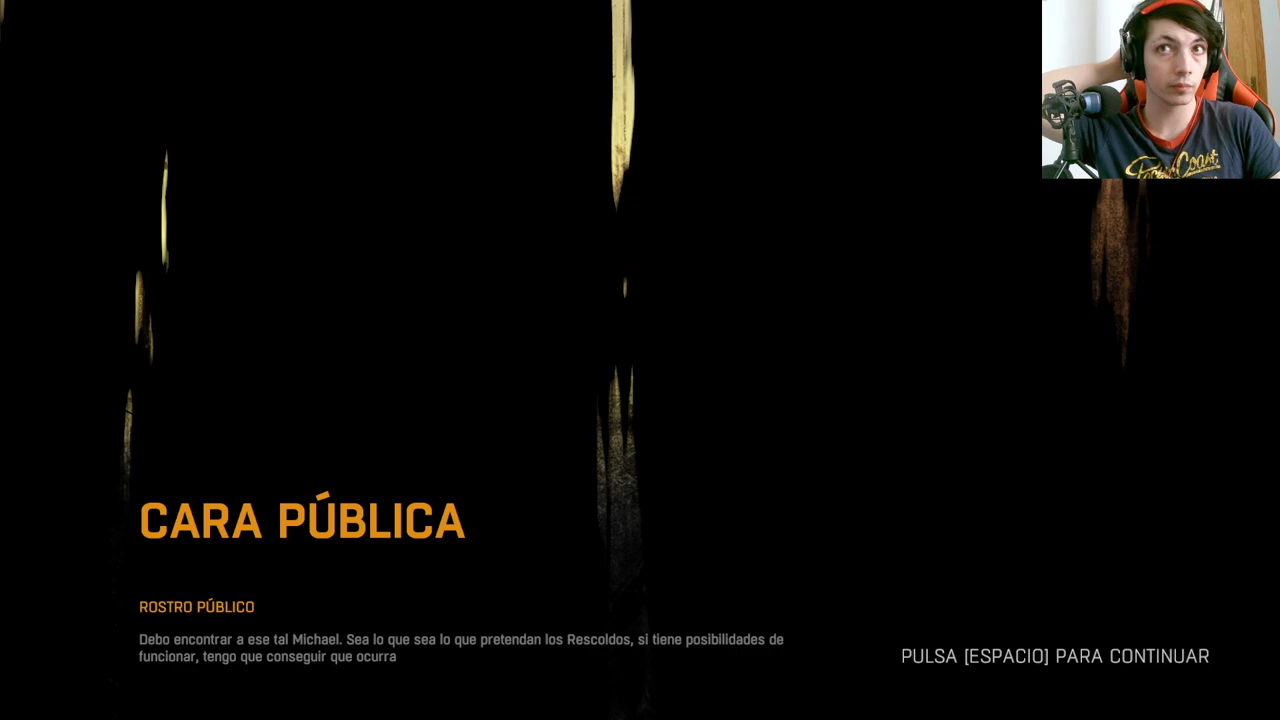 Coast
CARA PÚBLICA
ROSTRO PÚBLICO
Debo encontrar a ese tal Michael. Sea lo que sea lo que pretendan los Rescoldos, si tiene posibilidades de
funcionar, tengo que conseguir que ocurra
PULSA [ESPACIO] PARA CONTINUAR